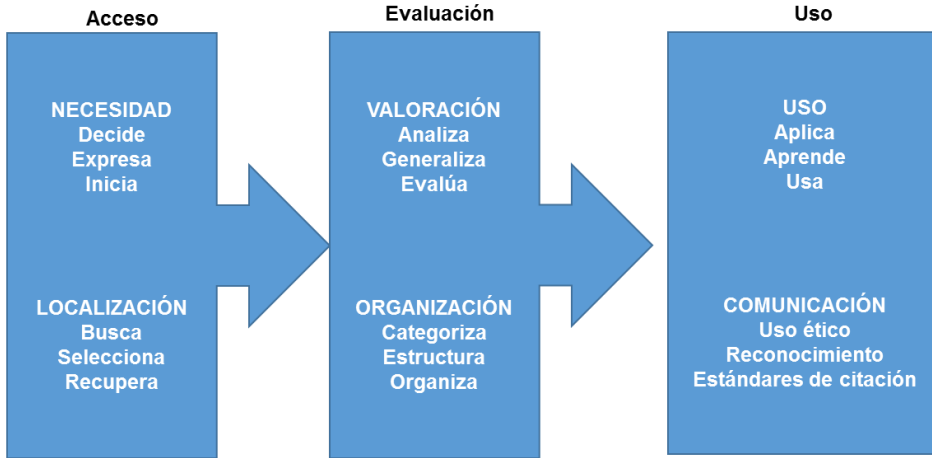 Acceso
NECESIDAD
Decide
Expresa
Inicia
LOCALIZACIÓN
Busca
Selecciona
Recupera
Evaluación
VALORACIÓN
Analiza
Generaliza
Evalúa
ORGANIZACIÓN
Categoriza
Estructura
Organiza
Uso
USO
Aplica
Aprende
Usa
COMUNICACIÓN
Uso ético
Reconocimiento
Estándares de citación